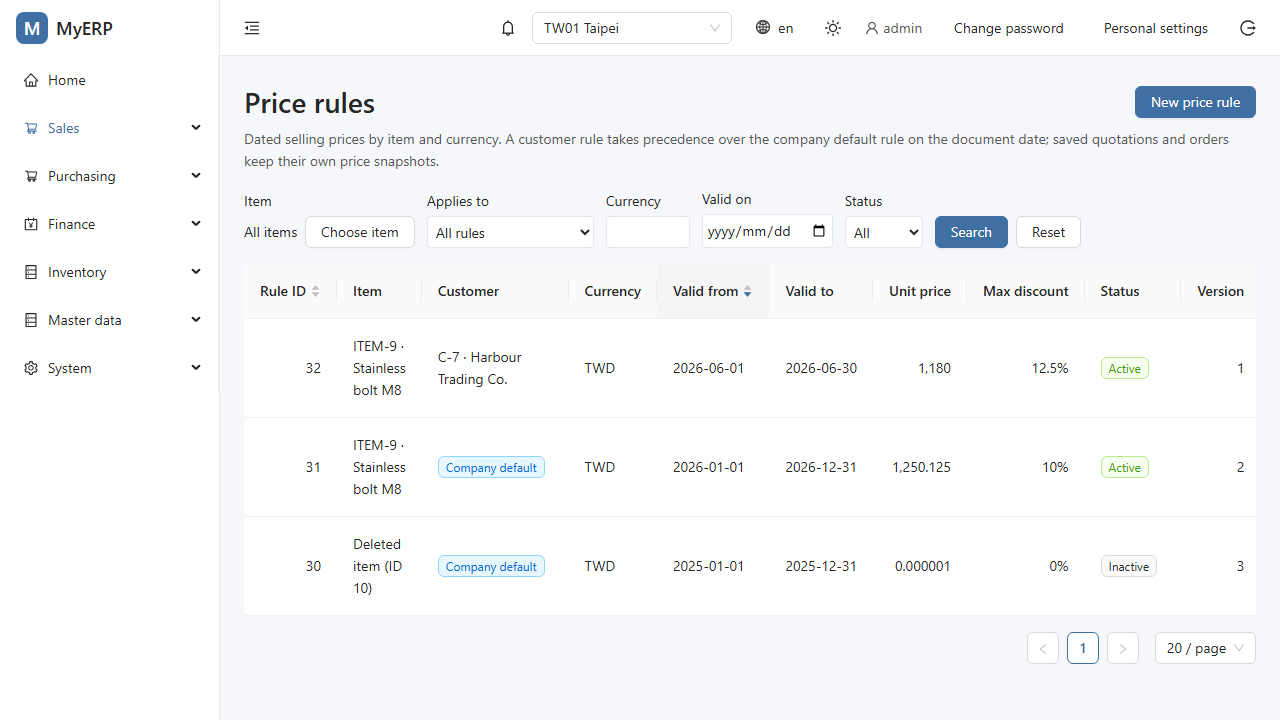 M MyERP
TW01 Taipei
en
admin
Change password
Personal settings
Home
Sales
Purchasing
Finance
Inventory
Master data
System
Price rules
New price rule
Dated selling prices by item and currency. A customer rule takes precedence over the company default rule on the document date; saved quotations and orders
keep their own price snapshots.
Item
Applies to
Currency
Valid on
Status
All items
Choose item
All rules
yyyy/mm/dd
All
Search
Reset
Rule ID Item Customer Currency Valid from Valid to Unit price Max discount Status Version
32
ITEM-9 ·
Stainless
bolt M8
C-7 · Harbour
Trading Co.
TWD 2026-06-01 2026-06-30 1,180 12.5% Active 1
31
ITEM-9 ·
Stainless
bolt M8
Company default TWD 2026-01-01 2026-12-31 1,250.125 10% Active 2
30
Deleted
item (ID
10)
Company default TWD 2025-01-01 2025-12-31 0.000001 0% Inactive 3
1
20 / page